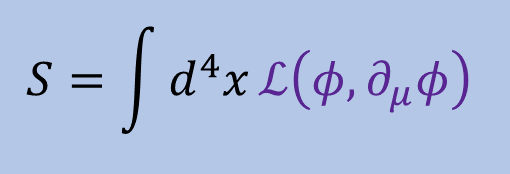 S = ∫ d⁴x ℒ(ϕ, ∂_μϕ)